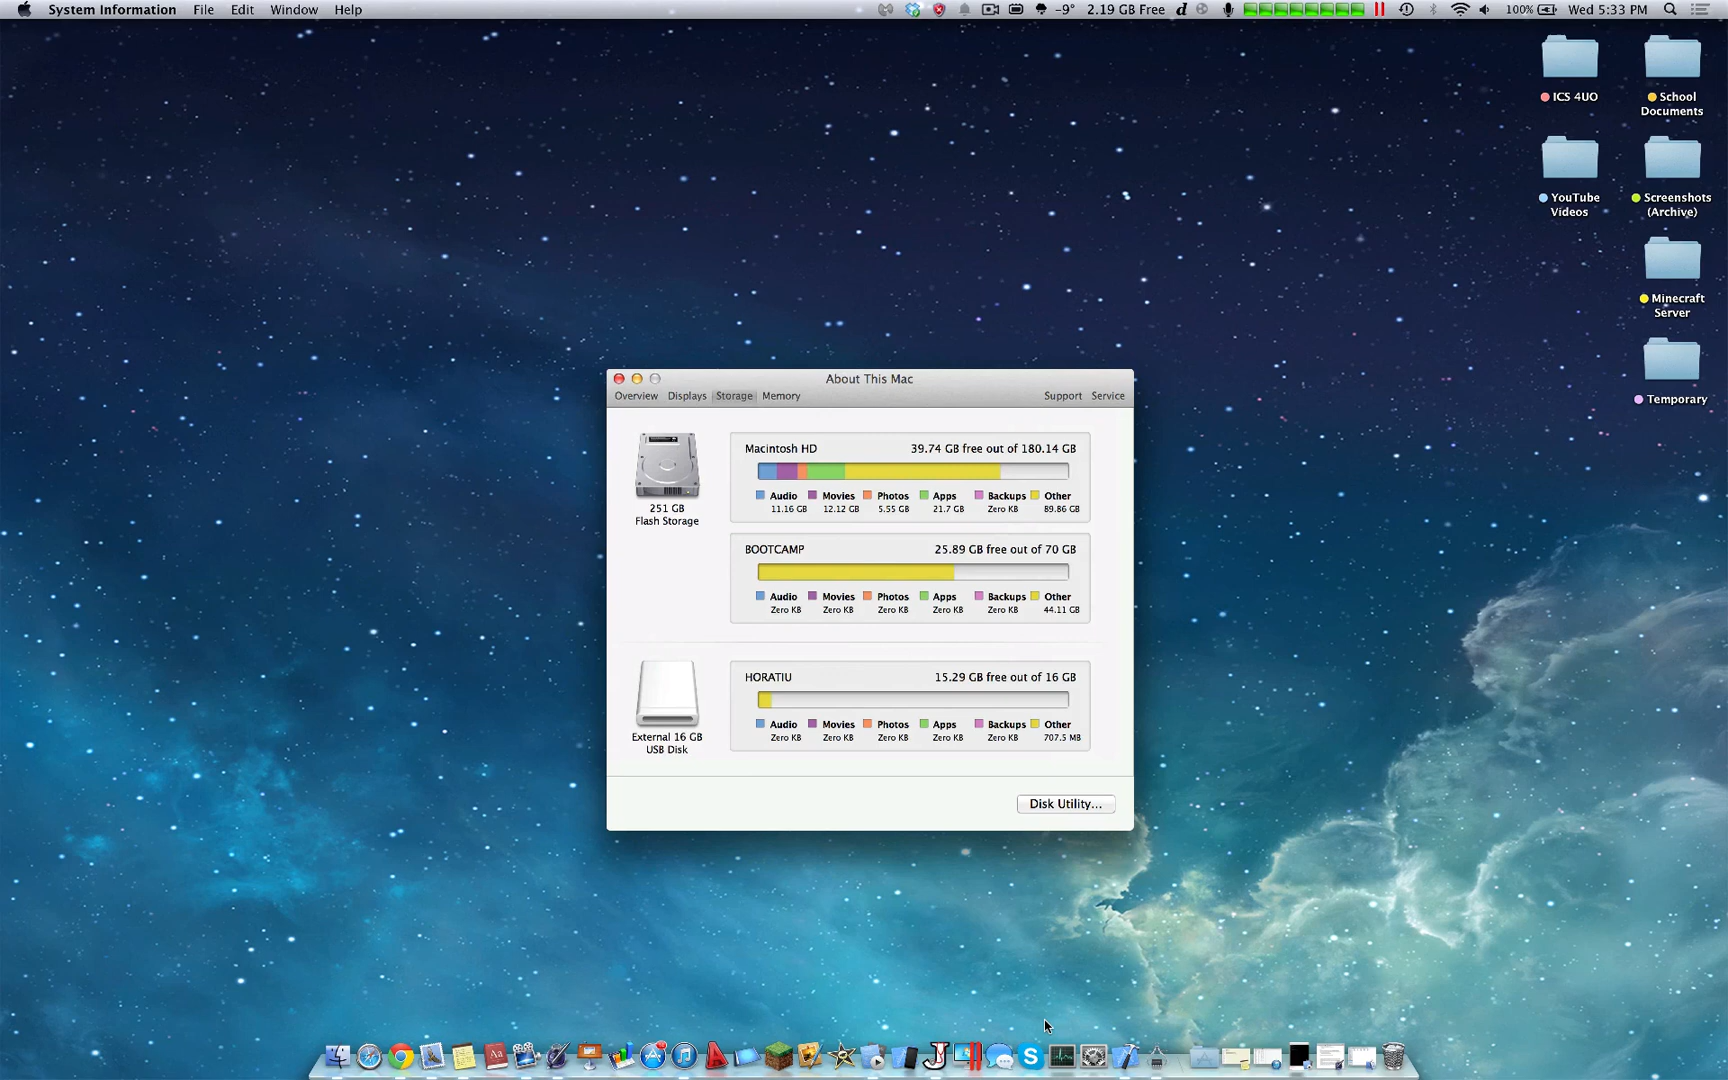 System Information File Edit Window Help
-9° 2.19 GB Free d 100% Wed 5:33 PM
ICS 4UO
School
Documents
YouTube
Videos
Screenshots
(Archive)
Minecraft
Server
Temporary
About This Mac
Overview Displays Storage Memory Support Service
251 GB
Flash Storage
Macintosh HD 39.74 GB free out of 180.14 GB
Audio Movies Photos Apps Backups Other
11.16 GB 12.12 GB 5.55 GB 21.7 GB Zero KB 89.86 GB
BOOTCAMP 25.89 GB free out of 70 GB
Audio Movies Photos Apps Backups Other
Zero KB Zero KB Zero KB Zero KB Zero KB 44.11 GB
External 16 GB
USB Disk
HORATIU 15.29 GB free out of 16 GB
Audio Movies Photos Apps Backups Other
Zero KB Zero KB Zero KB Zero KB Zero KB 707.5 MB
Disk Utility...